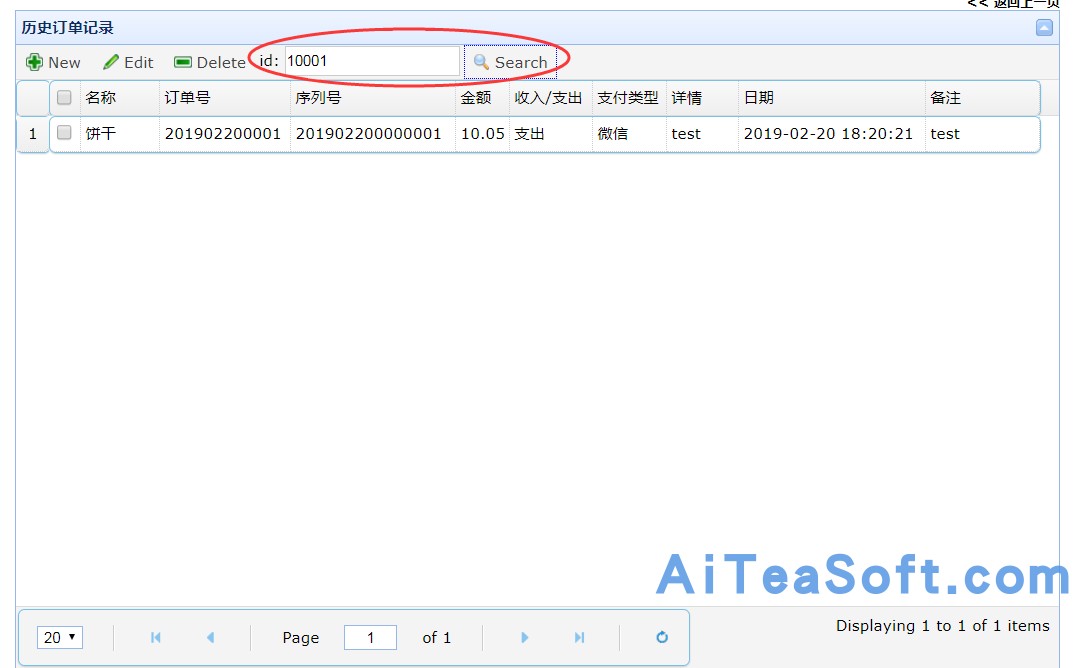 << 返回上一页
历史订单记录
New Edit Delete id: 10001 Search
名称 订单号 序列号 金额 收入/支出 支付类型 详情 日期 备注
1 饼干 201902200001 201902200000001 10.05 支出 微信 test 2019-02-20 18:20:21 test
AiTeaSoft.com
20 Page 1 of 1 Displaying 1 to 1 of 1 items